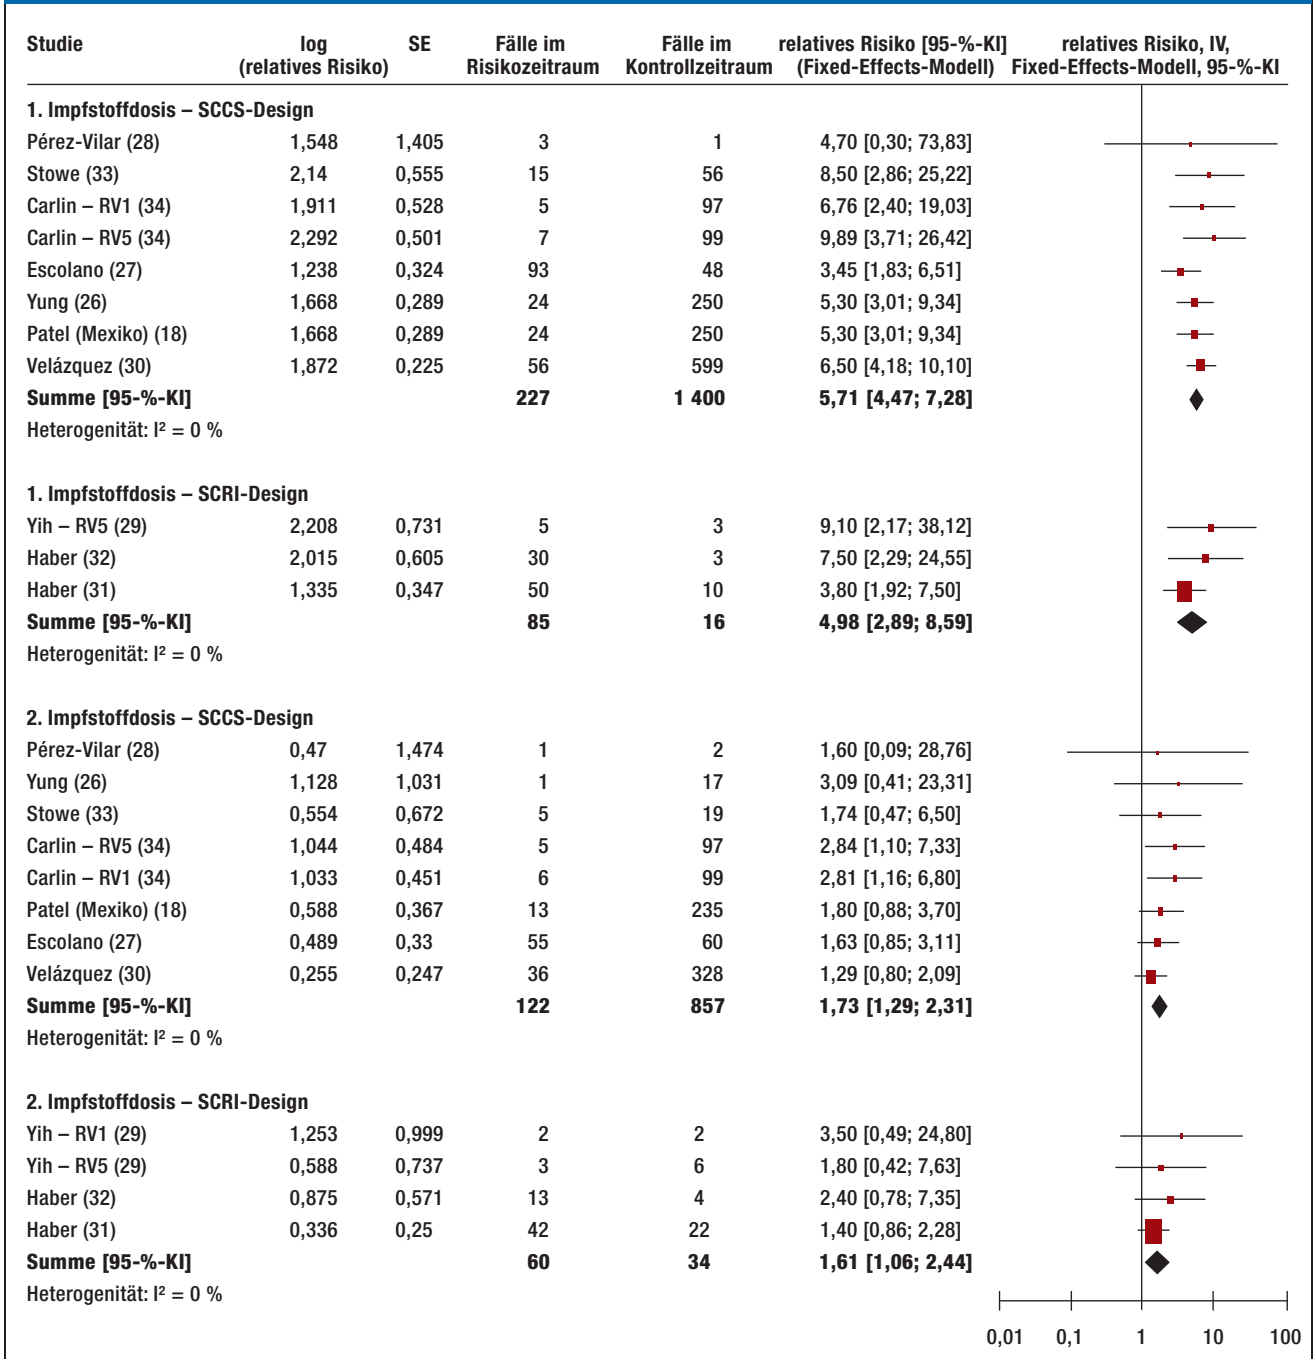 Studie log (relatives Risiko) SE Fälle im Risikozeitraum Fälle im Kontrollzeitraum relatives Risiko [95-%-KI] (Fixed-Effects-Modell) relatives Risiko, IV, Fixed-Effects-Modell, 95-%-KI
1. Impfstoffdosis – SCCS-Design
Pérez-Vilar (28) 1,548 1,405 3 1 4,70 [0,30; 73,83]
Stowe (33) 2,14 0,555 15 56 8,50 [2,86; 25,22]
Carlin – RV1 (34) 1,911 0,528 5 97 6,76 [2,40; 19,03]
Carlin – RV5 (34) 2,292 0,501 7 99 9,89 [3,71; 26,42]
Escolano (27) 1,238 0,324 93 48 3,45 [1,83; 6,51]
Yung (26) 1,668 0,289 24 250 5,30 [3,01; 9,34]
Patel (Mexiko) (18) 1,668 0,289 24 250 5,30 [3,01; 9,34]
Velázquez (30) 1,872 0,225 56 599 6,50 [4,18; 10,10]
Summe [95-%-KI] 227 1 400 5,71 [4,47; 7,28]
Heterogenität: I² = 0 %
1. Impfstoffdosis – SCRI-Design
Yih – RV5 (29) 2,208 0,731 5 3 9,10 [2,17; 38,12]
Haber (32) 2,015 0,605 30 3 7,50 [2,29; 24,55]
Haber (31) 1,335 0,347 50 10 3,80 [1,92; 7,50]
Summe [95-%-KI] 85 16 4,98 [2,89; 8,59]
Heterogenität: I² = 0 %
2. Impfstoffdosis – SCCS-Design
Pérez-Vilar (28) 0,47 1,474 1 2 1,60 [0,09; 28,76]
Yung (26) 1,128 1,031 1 17 3,09 [0,41; 23,31]
Stowe (33) 0,554 0,672 5 19 1,74 [0,47; 6,50]
Carlin – RV5 (34) 1,044 0,484 5 97 2,84 [1,10; 7,33]
Carlin – RV1 (34) 1,033 0,451 6 99 2,81 [1,16; 6,80]
Patel (Mexiko) (18) 0,588 0,367 13 235 1,80 [0,88; 3,70]
Escolano (27) 0,489 0,33 55 60 1,63 [0,85; 3,11]
Velázquez (30) 0,255 0,247 36 328 1,29 [0,80; 2,09]
Summe [95-%-KI] 122 857 1,73 [1,29; 2,31]
Heterogenität: I² = 0 %
2. Impfstoffdosis – SCRI-Design
Yih – RV1 (29) 1,253 0,999 2 2 3,50 [0,49; 24,80]
Yih – RV5 (29) 0,588 0,737 3 6 1,80 [0,42; 7,63]
Haber (32) 0,875 0,571 13 4 2,40 [0,78; 7,35]
Haber (31) 0,336 0,25 42 22 1,40 [0,86; 2,28]
Summe [95-%-KI] 60 34 1,61 [1,06; 2,44]
Heterogenität: I² = 0 %
0,01 0,1 1 10 100